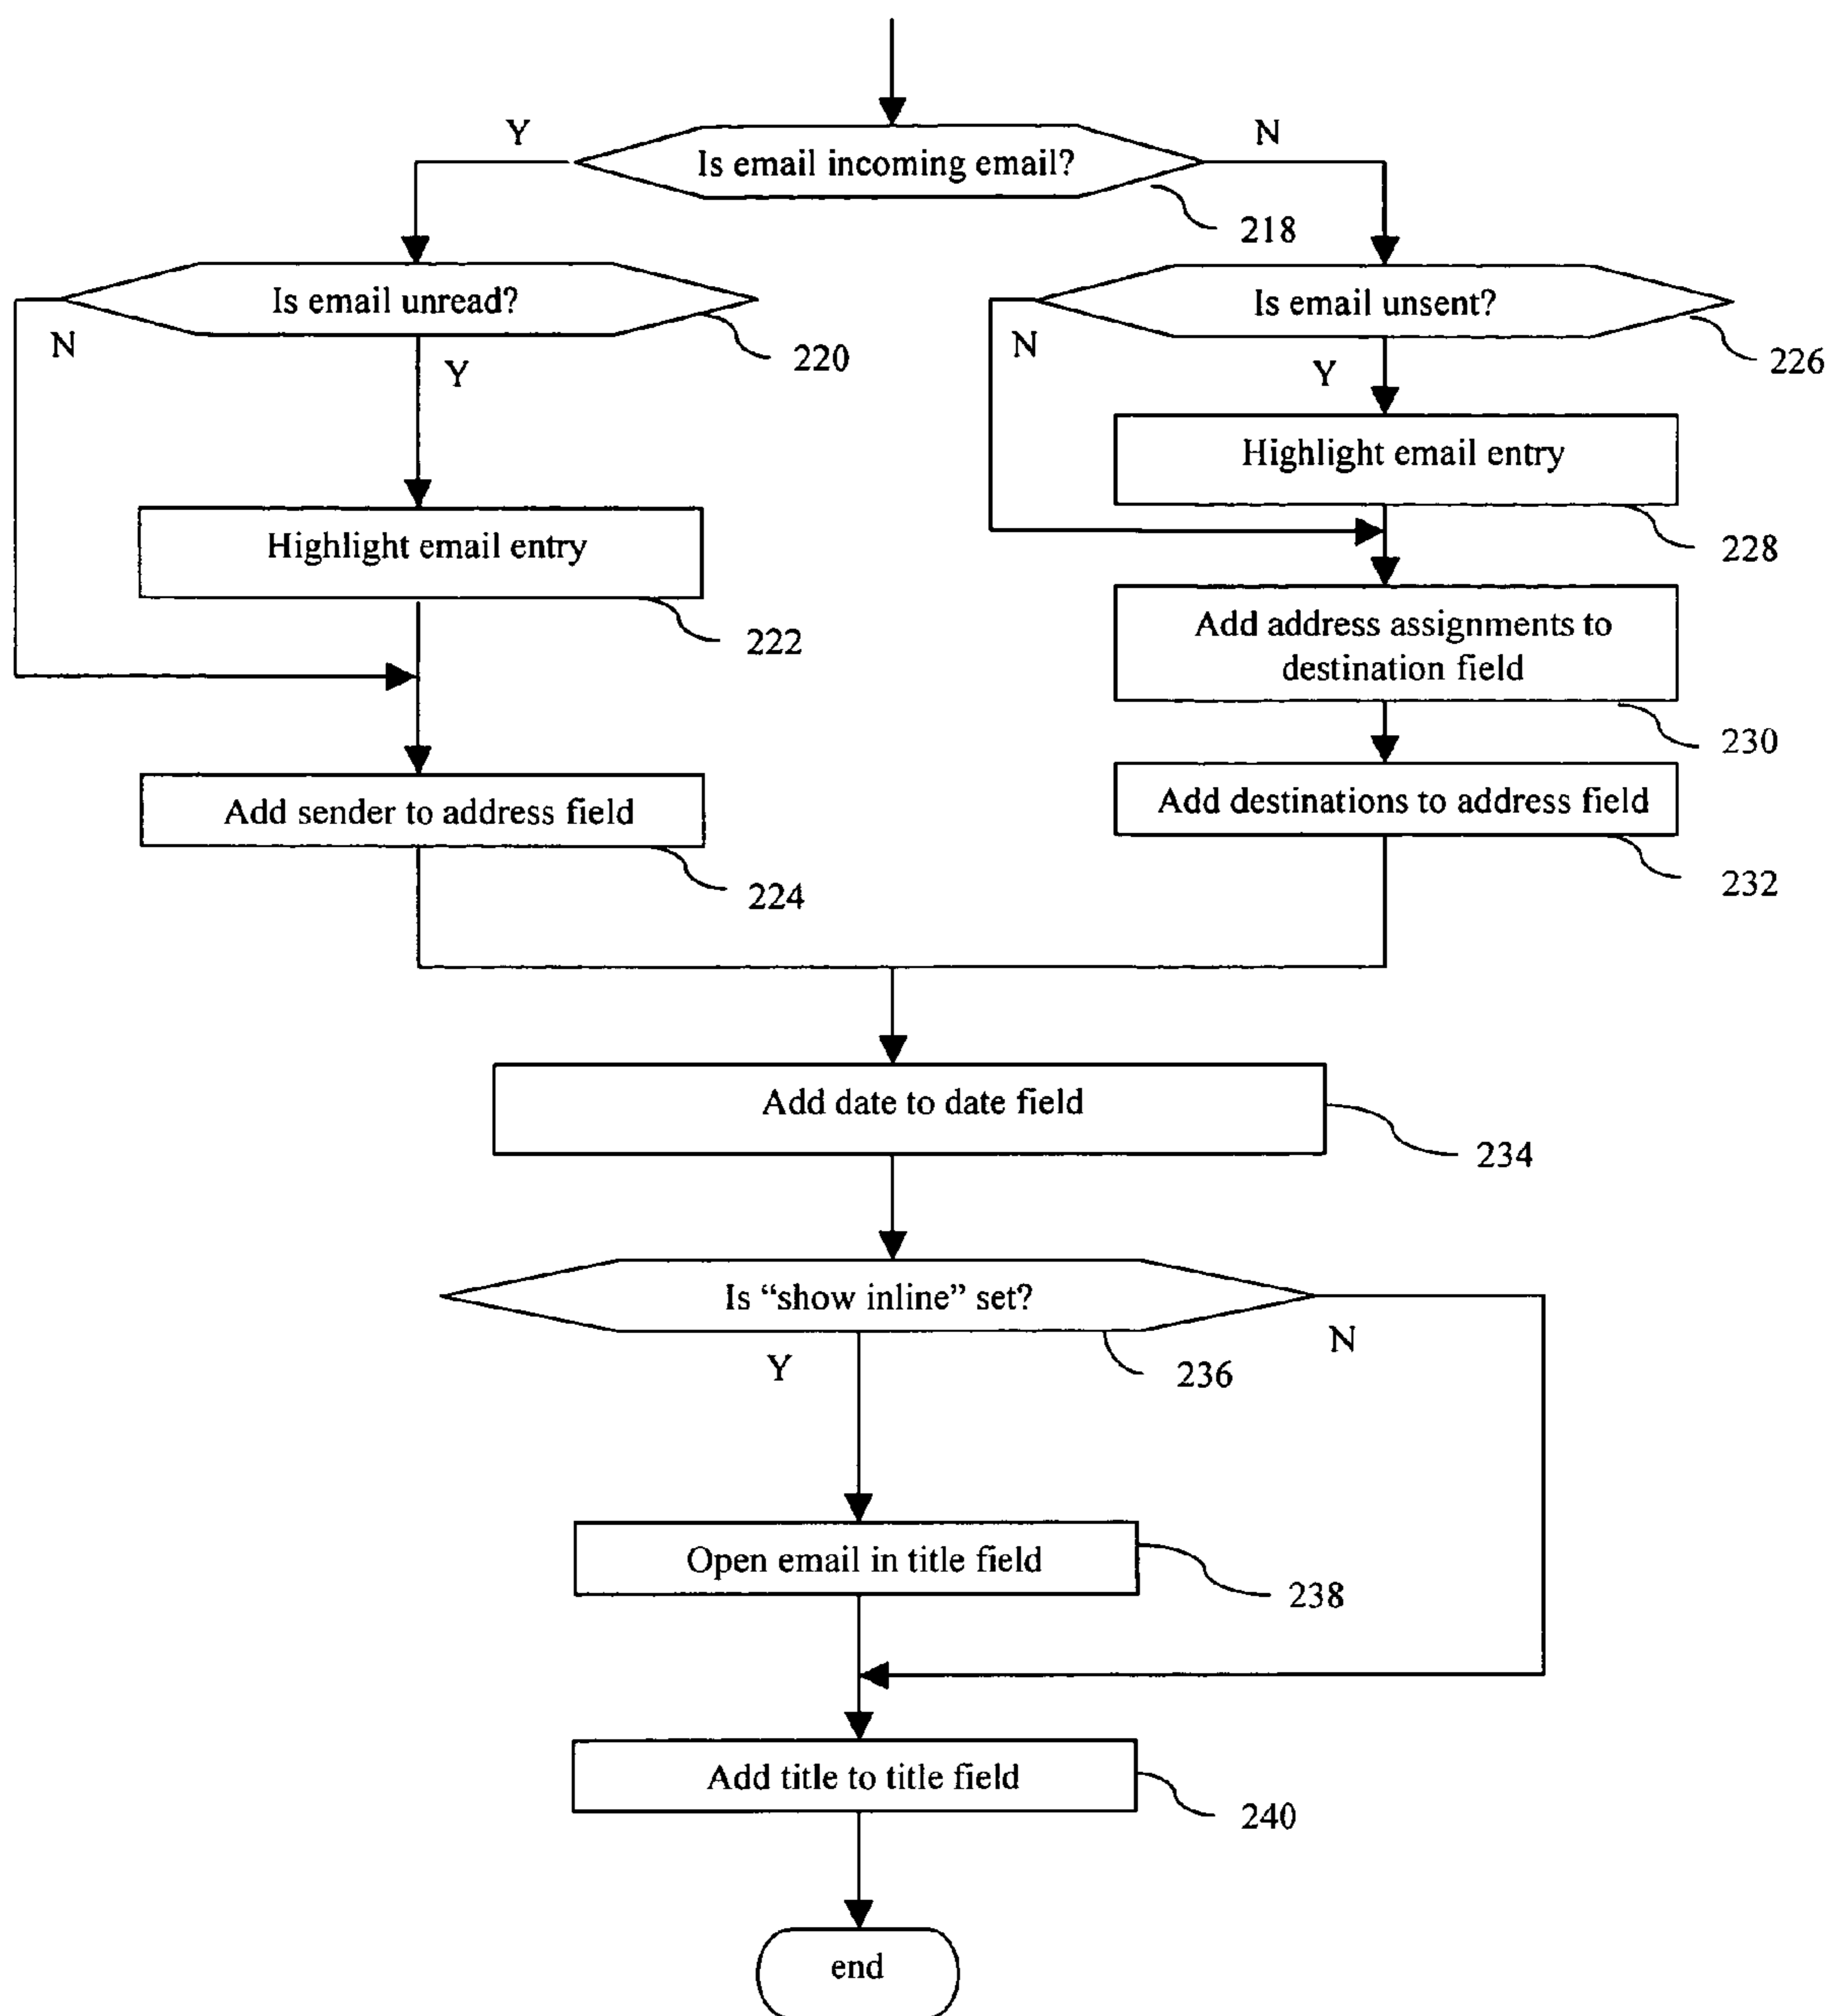 Y
N
Is email incoming email?
218
Is email unread?
N
Y
220
Is email unsent?
N
Y
226
Highlight email entry
228
Highlight email entry
222
Add address assignments to
destination field
230
Add sender to address field
224
Add destinations to address field
232
Add date to date field
234
Is “show inline” set?
Y
N
236
Open email in title field
238
Add title to title field
240
end